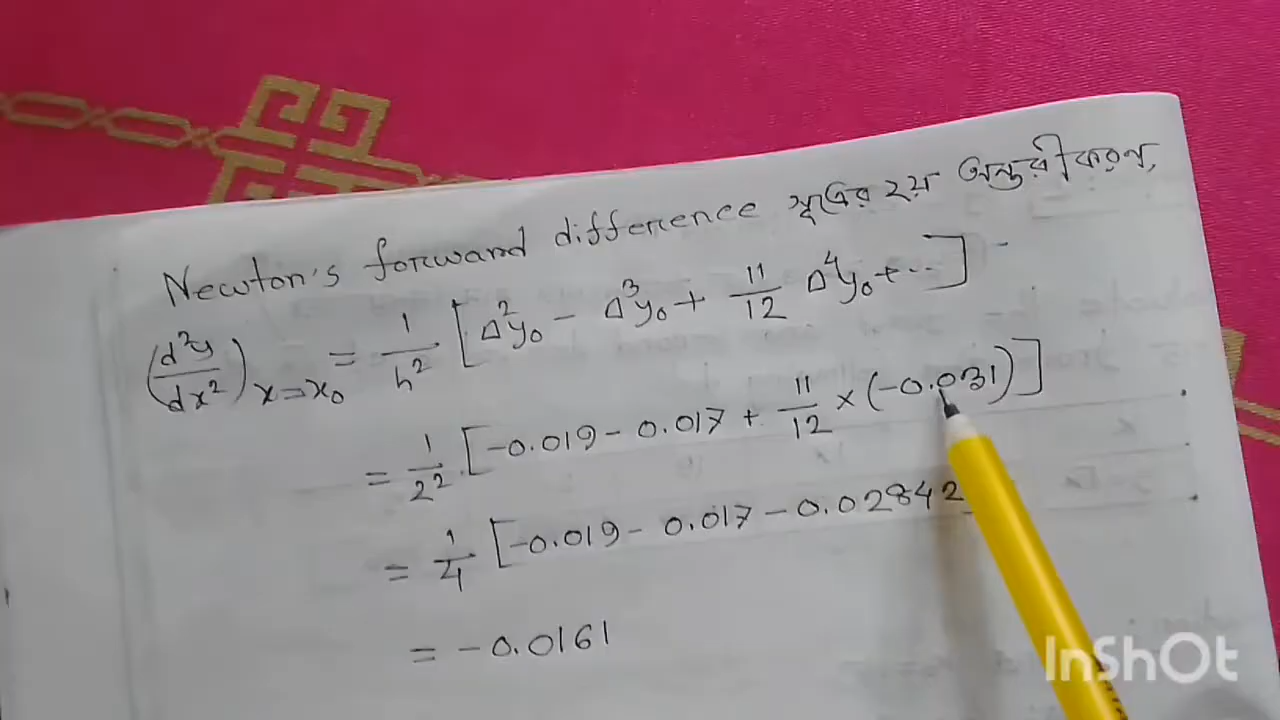 Newton's forward difference সূত্রের ২য় অন্তরীকরণ,
(d²y/dx²)x=x₀ = 1/h² [Δ²y₀ - Δ³y₀ + 11/12 Δ⁴y₀ + ..]
= 1/2² [-0.019 - 0.017 + 11/12 × (-0.031)]
= 1/4 [-0.019 - 0.017 - 0.02842]
= -0.0161
InShOt